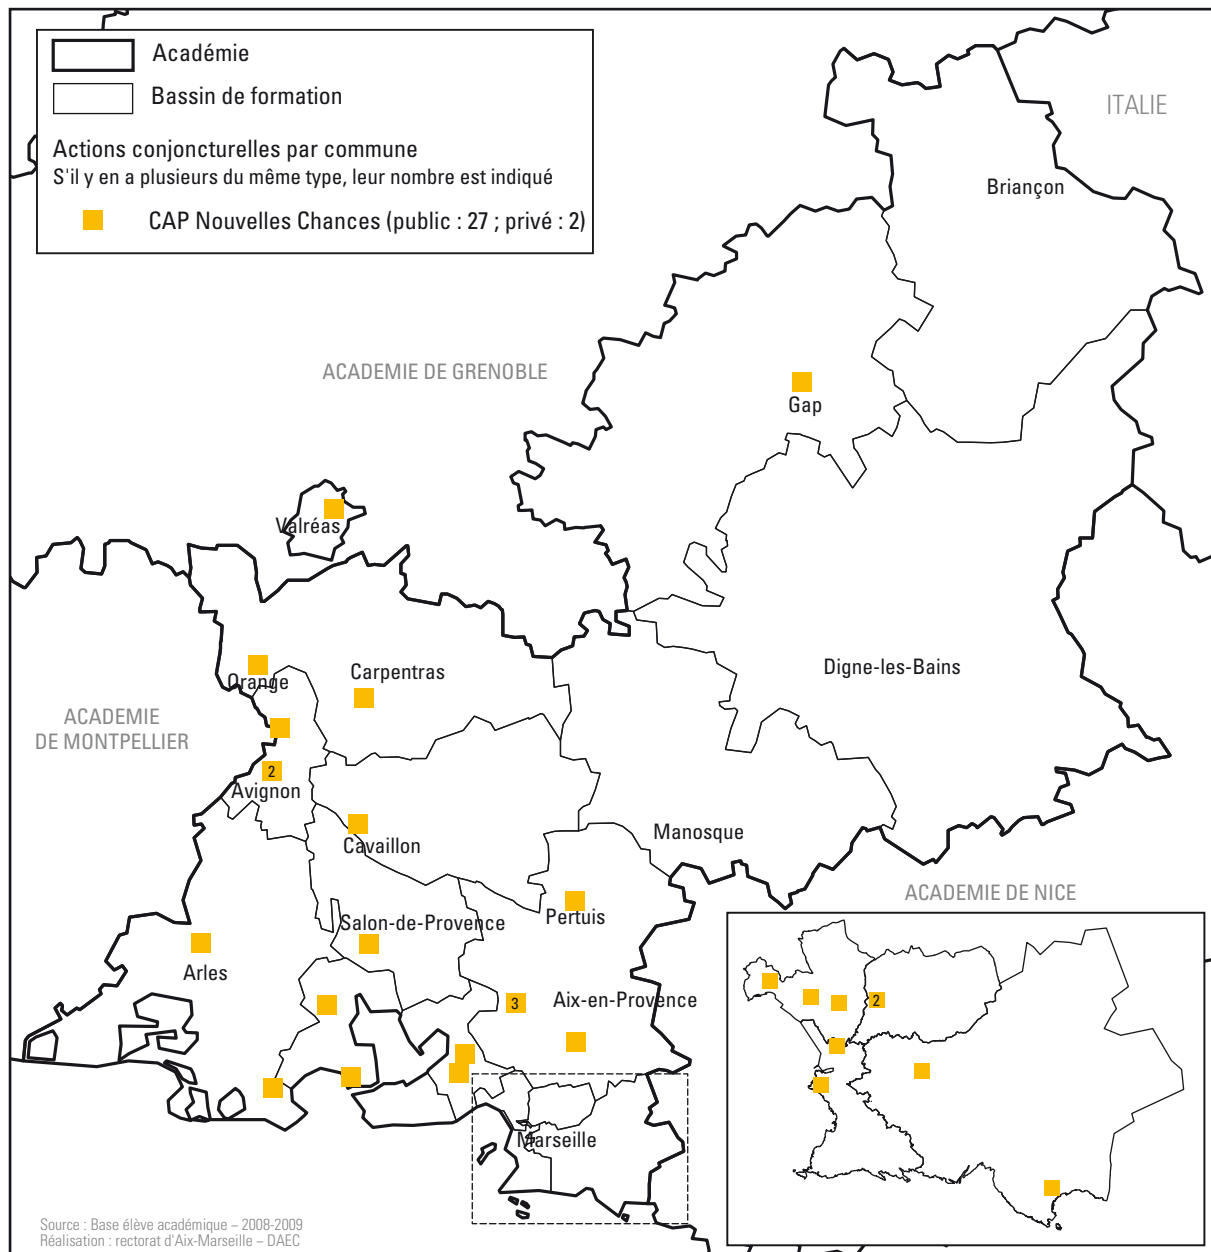 Académie
Bassin de formation
Actions conjoncturelles par commune
S'il y en a plusieurs du même type, leur nombre est indiqué
CAP Nouvelles Chances (public : 27 ; privé : 2)
ITALIE
Briançon
ACADEMIE DE GRENOBLE
Gap
Valréas
Orange
Carpentras
Digne-les-Bains
ACADEMIE
DE MONTPELLIER
2
Avignon
Cavaillon
Manosque
ACADEMIE DE NICE
Pertuis
Salon-de-Provence
Arles
3
Aix-en-Provence
2
Marseille
Source : Base élève académique – 2008-2009
Réalisation : rectorat d'Aix-Marseille – DAEC